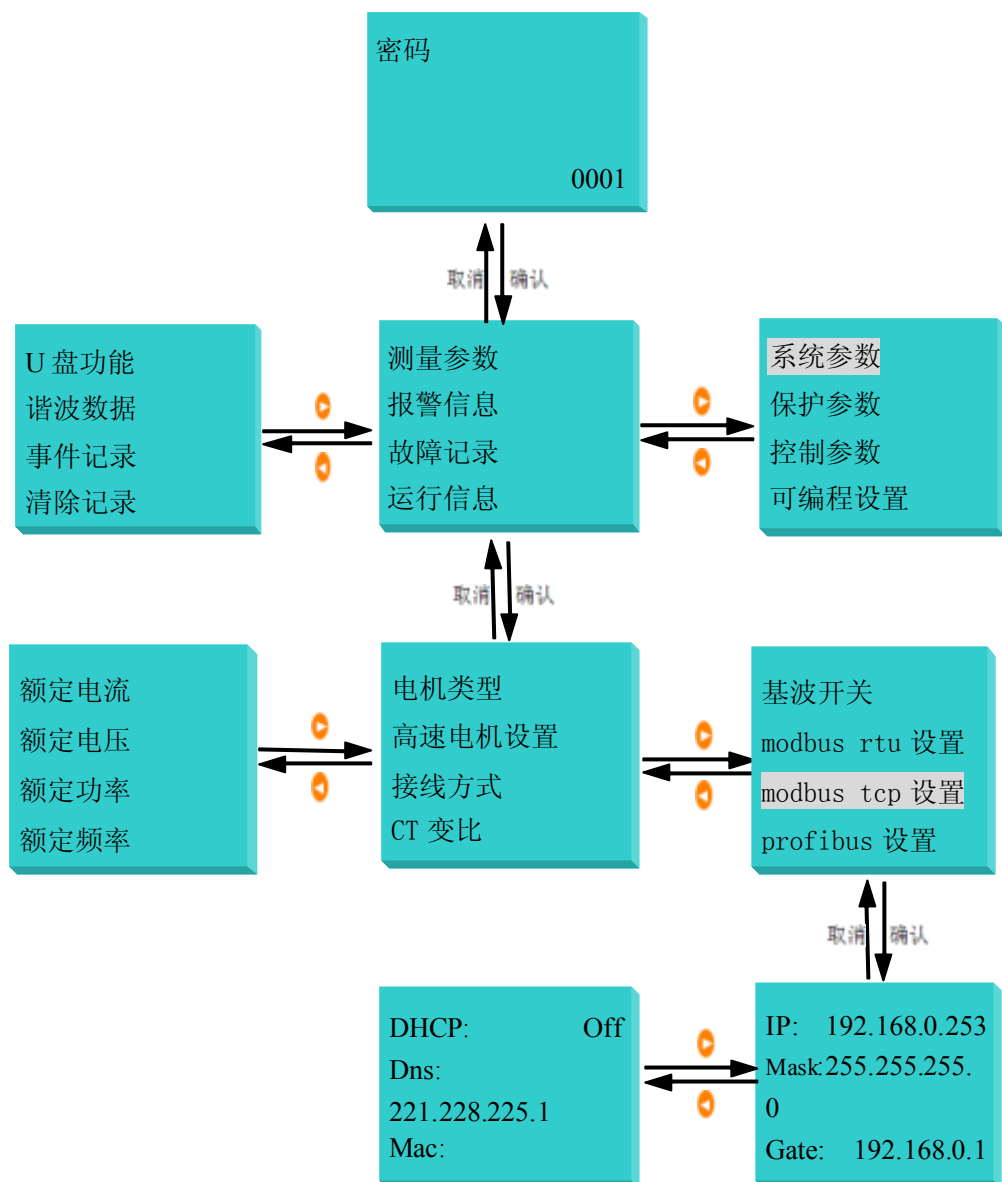 密码
0001
取消 确认
U 盘功能
谐波数据
事件记录
清除记录
测量参数
报警信息
故障记录
运行信息
系统参数
保护参数
控制参数
可编程设置
取消 确认
额定电流
额定电压
额定功率
额定频率
电机类型
高速电机设置
接线方式
CT 变比
基波开关
modbus rtu 设置
modbus tcp 设置
profibus 设置
取消 确认
DHCP: Off
Dns:
221.228.225.1
Mac:
IP: 192.168.0.253
Mask:255.255.255.
0
Gate: 192.168.0.1